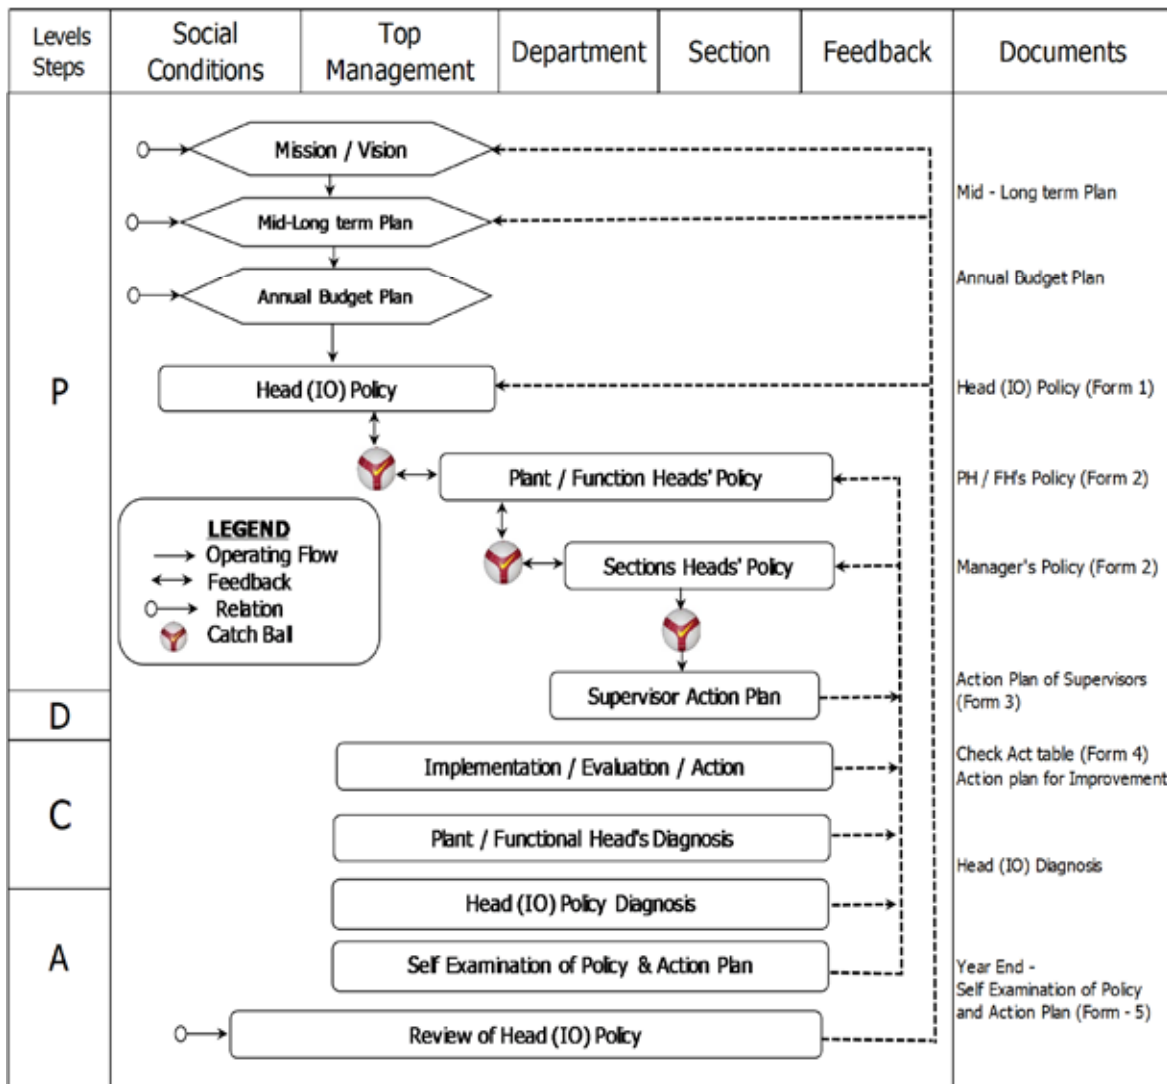 Levels
Steps
Social
Conditions
Top
Management
Department
Section
Feedback
Documents
P
Mission / Vision
Mid-Long term Plan
Mid - Long term Plan
Annual Budget Plan
Annual Budget Plan
Head (IO) Policy
Head (IO) Policy (Form 1)
Plant / Function Heads' Policy
PH / FH's Policy (Form 2)
LEGEND
Operating Flow
Feedback
Relation
Catch Ball
Sections Heads' Policy
Manager's Policy (Form 2)
Supervisor Action Plan
Action Plan of Supervisors
(Form 3)
D
Implementation / Evaluation / Action
Check Act table (Form 4)
Action plan for Improvement
C
Plant / Functional Head's Diagnosis
Head (IO) Diagnosis
Head (IO) Policy Diagnosis
A
Self Examination of Policy & Action Plan
Year End -
Self Examination of Policy
and Action Plan (Form - 5)
Review of Head (IO) Policy